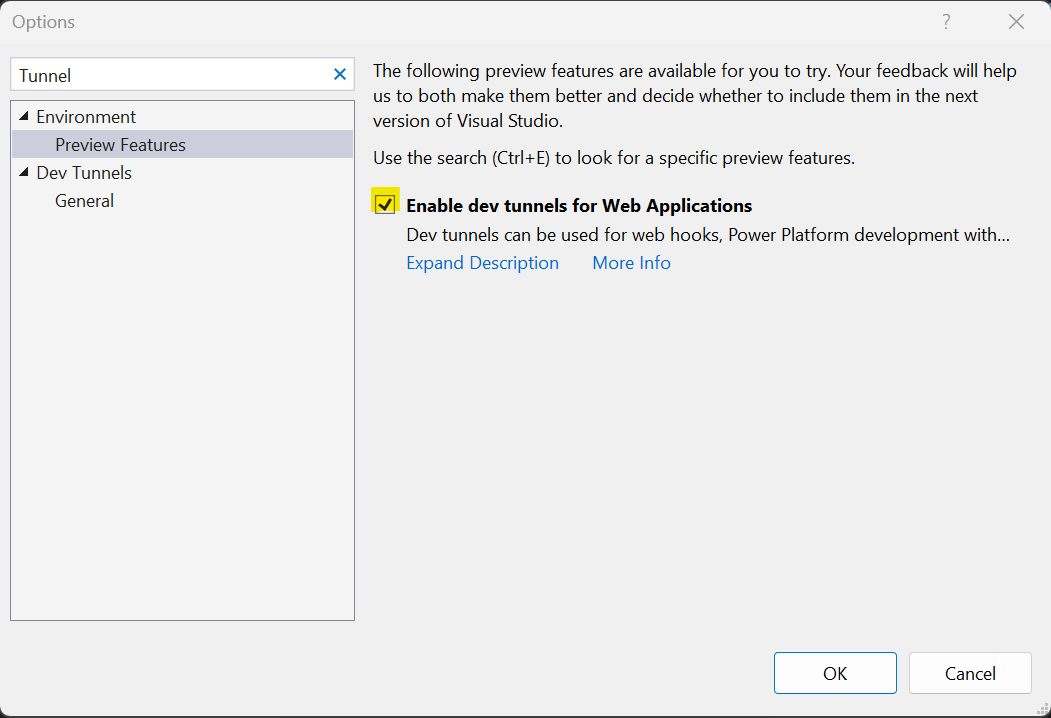 Options
Tunnel
Environment
Preview Features
Dev Tunnels
General
The following preview features are available for you to try. Your feedback will help
us to both make them better and decide whether to include them in the next
version of Visual Studio.
Use the search (Ctrl+E) to look for a specific preview features.
Enable dev tunnels for Web Applications
Dev tunnels can be used for web hooks, Power Platform development with...
Expand Description More Info
OK Cancel